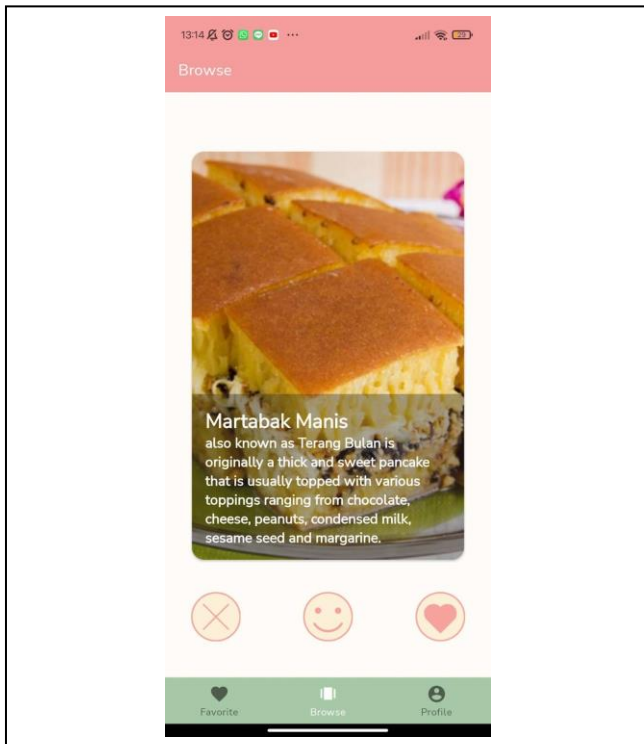 13:14
29
Browse
Martabak Manis
also known as Terang Bulan is
originally a thick and sweet pancake
that is usually topped with various
toppings ranging from chocolate,
cheese, peanuts, condensed milk,
sesame seed and margarine.
Favorite
Browse
Profile